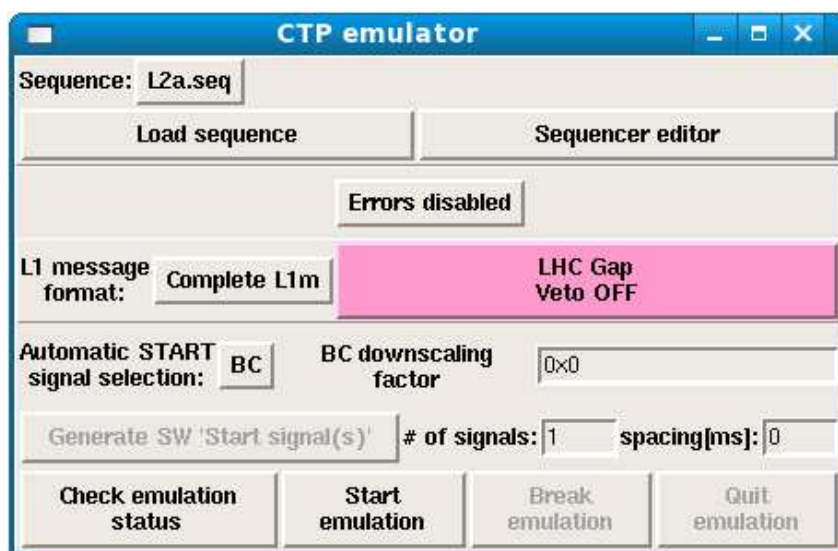 CTP emulator
Sequence: L2a.seq
Load sequence Sequencer editor
Errors disabled
L1 message
format:
Complete L1m
LHC Gap
Veto OFF
Automatic START
signal selection:
BC
BC downscaling
factor
0x0
Generate SW 'Start signal(s)' # of signals: 1 spacing[ms]: 0
Check emulation
status
Start
emulation
Break
emulation
Quit
emulation